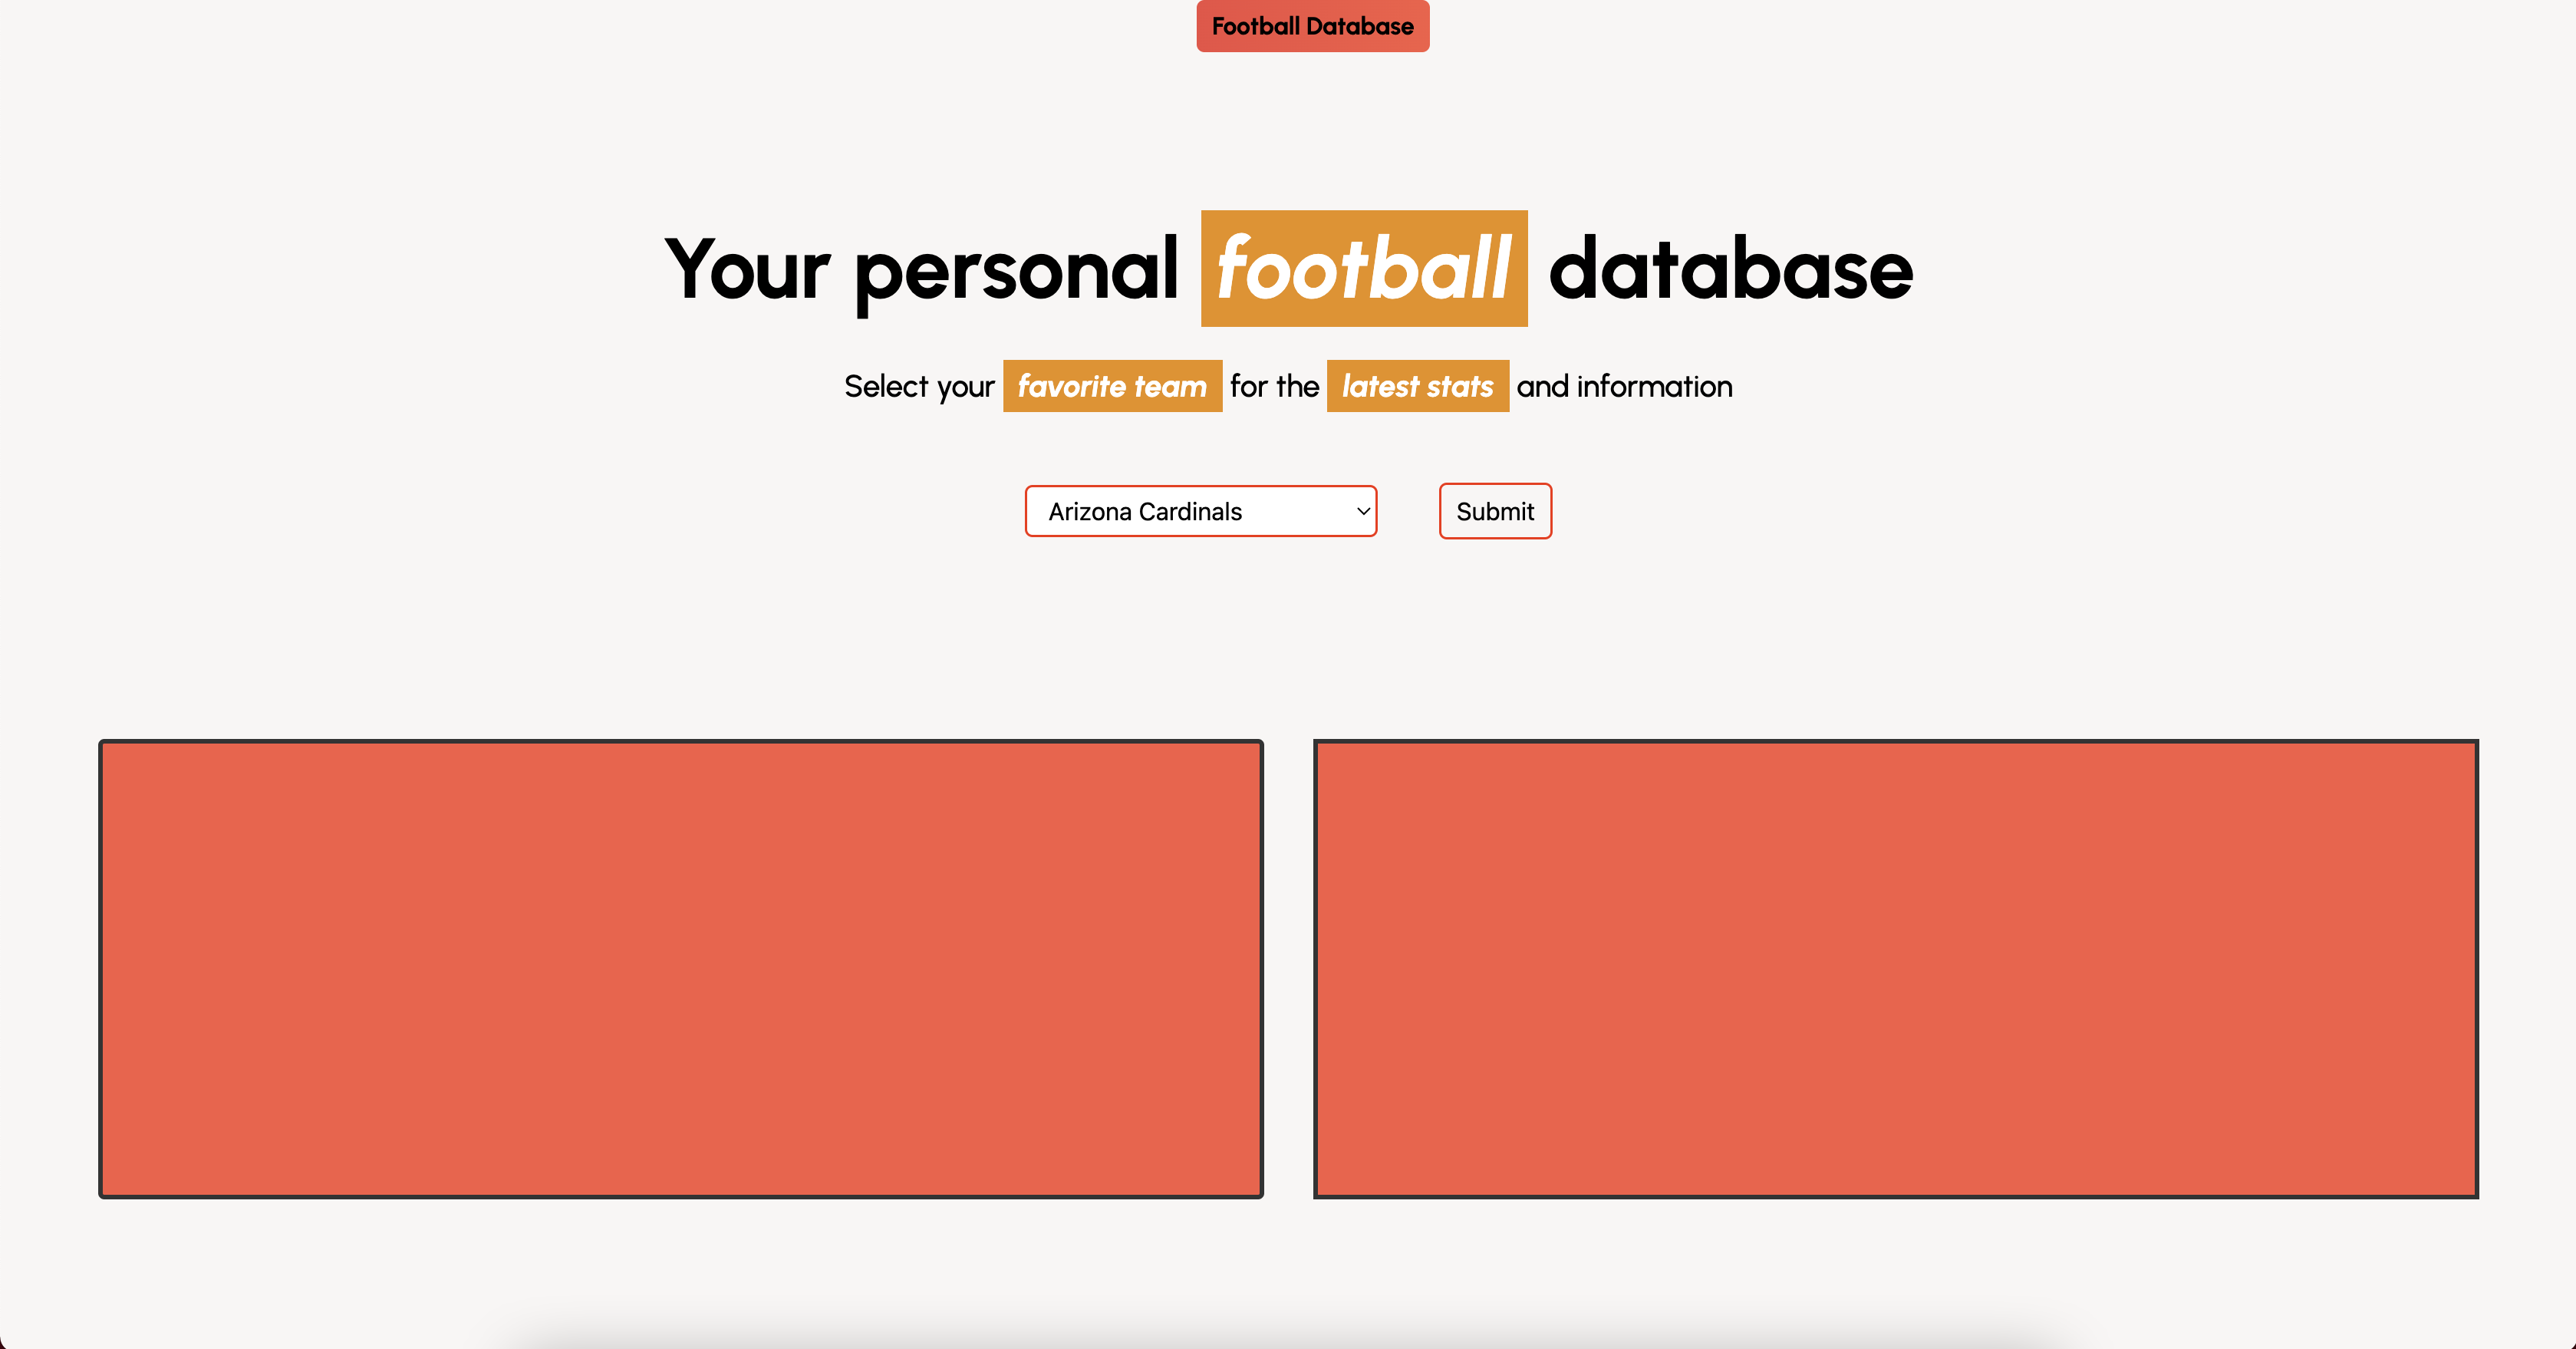 Football Database
Your personal football database
Select your favorite team for the latest stats and information
Arizona Cardinals
Submit